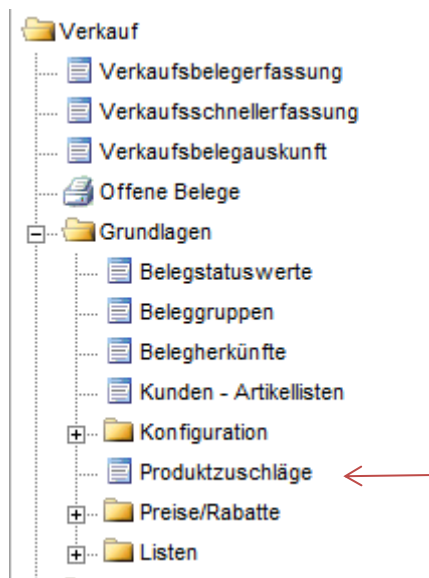 Verkauf
Verkaufsbelegerfassung
Verkaufsschnellerfassung
Verkaufsbelegauskunft
Offene Belege
Grundlagen
Belegstatuswerte
Beleggruppen
Belegherkünfte
Kunden - Artikellisten
Konfiguration
Produktzuschläge
Preise/Rabatte
Listen